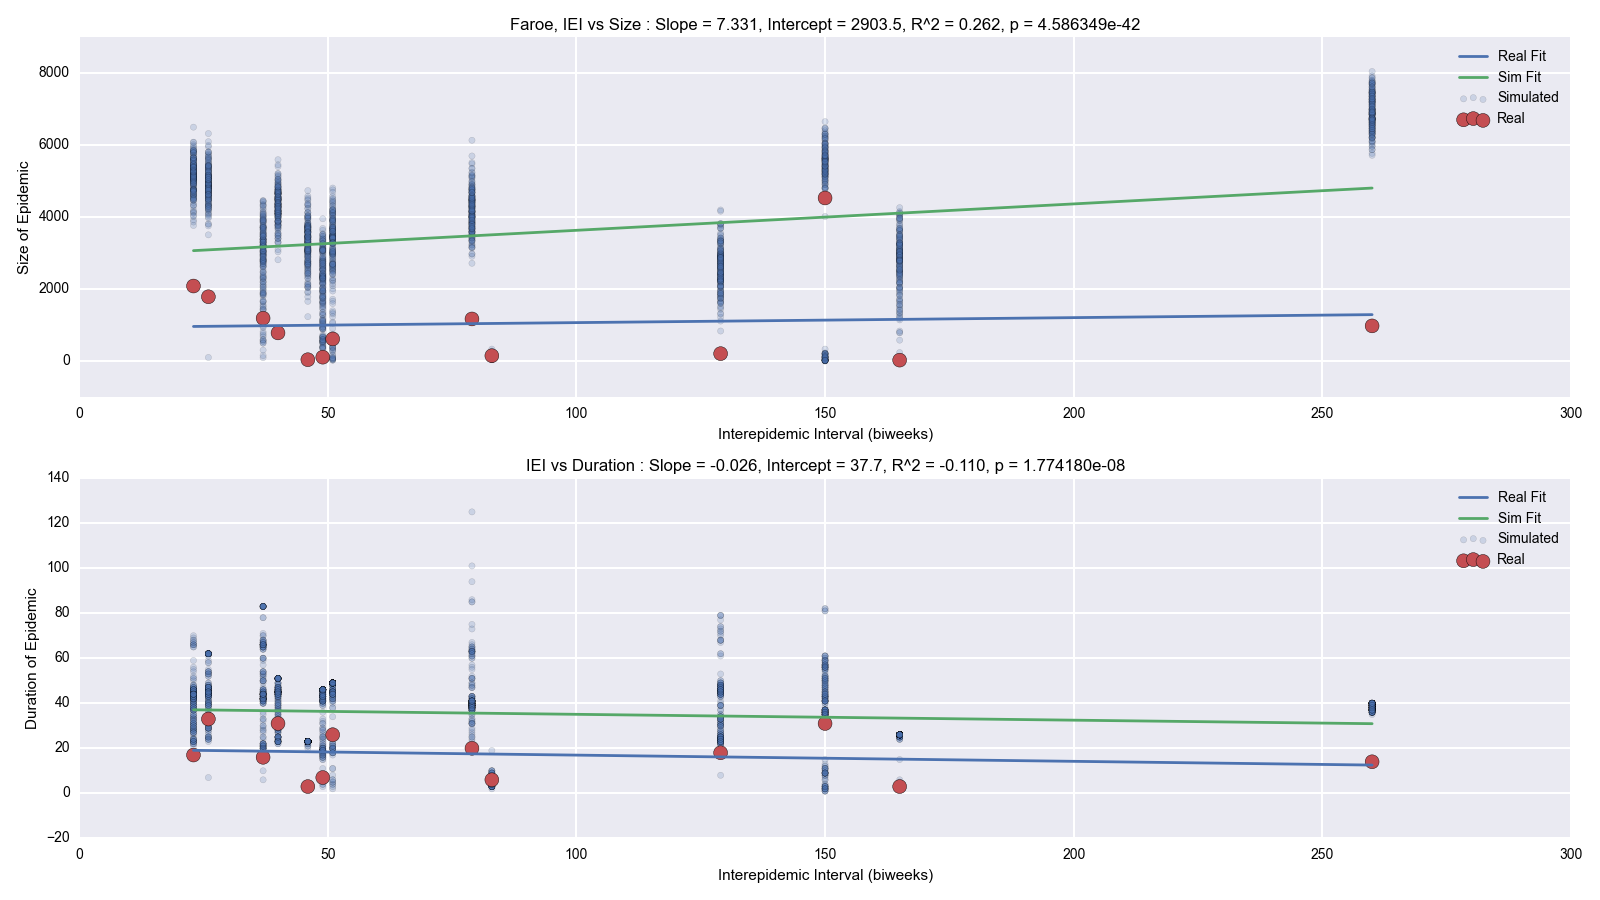 Faroe, IEI vs Size : Slope = 7.331, Intercept = 2903.5, R^2 = 0.262, p = 4.586349e-42
Size of Epidemic
8000
6000
4000
2000
0
Real Fit
Sim Fit
Simulated
Real
0 50 100 150 200 250 300
Interepidemic Interval (biweeks)
IEI vs Duration : Slope = -0.026, Intercept = 37.7, R^2 = -0.110, p = 1.774180e-08
Duration of Epidemic
140
120
100
80
60
40
20
0
−20
Real Fit
Sim Fit
Simulated
Real
0 50 100 150 200 250 300
Interepidemic Interval (biweeks)